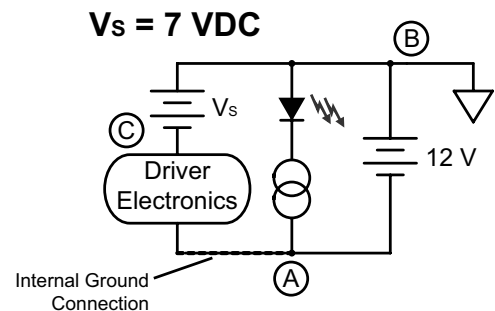 Vs = 7 VDC
B
Vs
C
Driver
Electronics
12 V
Internal Ground
Connection
A